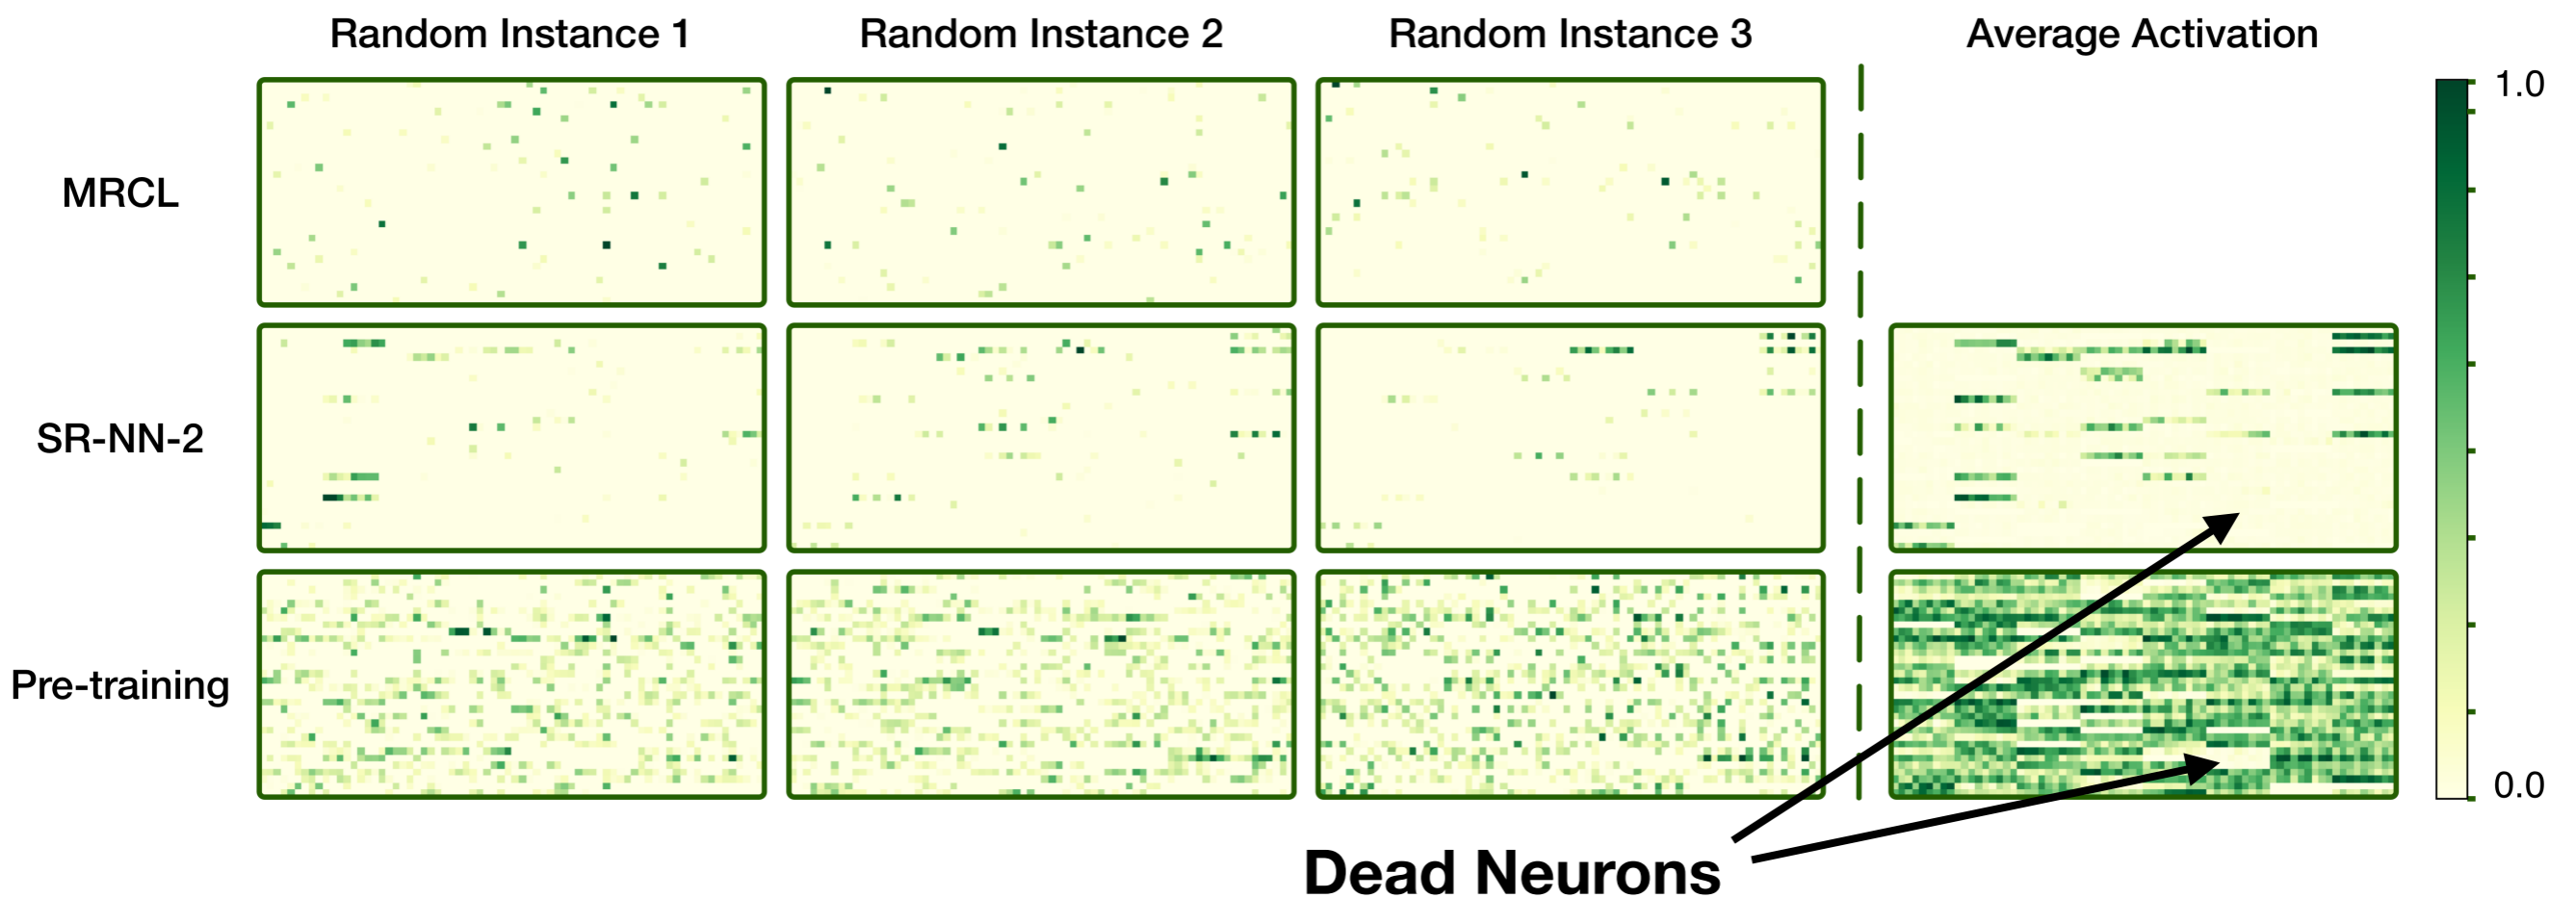 Random Instance 1
Random Instance 2
Random Instance 3
Average Activation
1.0
MRCL
SR-NN-2
Pre-training
0.0
Dead Neurons